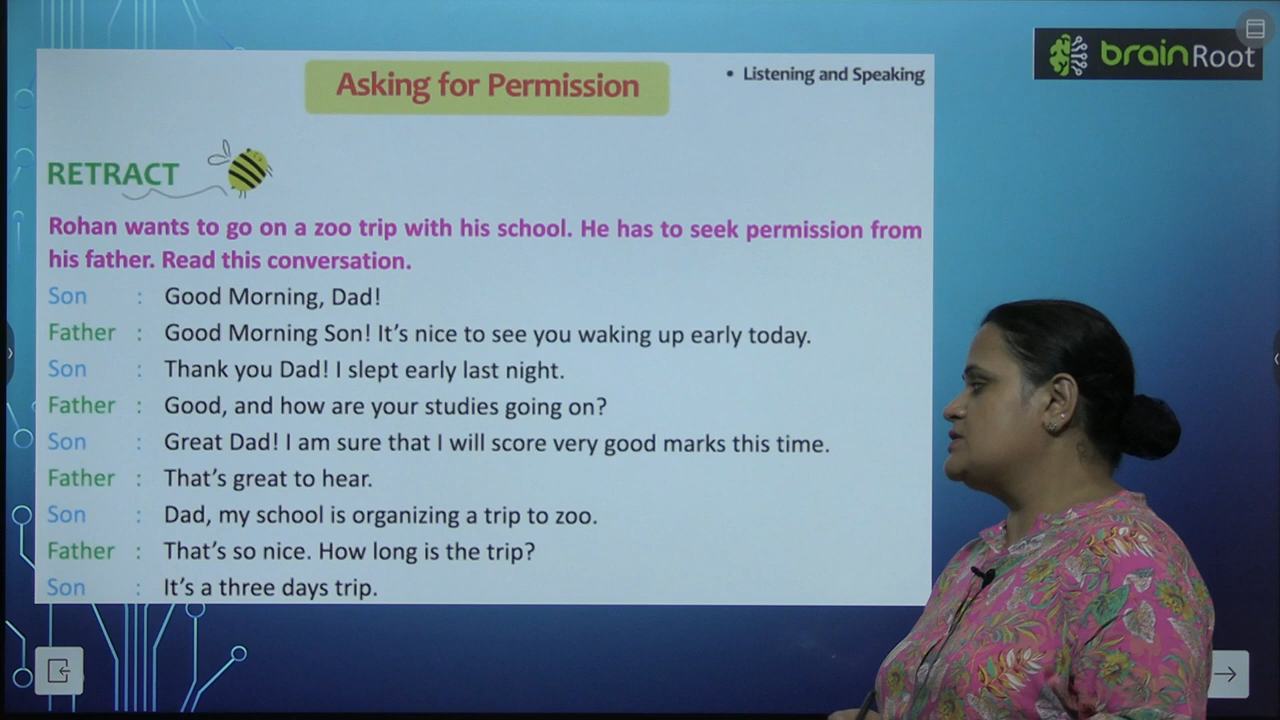 Asking for Permission
• Listening and Speaking
brainRoot
RETRACT
Rohan wants to go on a zoo trip with his school. He has to seek permission from
his father. Read this conversation.
Son : Good Morning, Dad!
Father : Good Morning Son! It's nice to see you waking up early today.
Son : Thank you Dad! I slept early last night.
Father : Good, and how are your studies going on?
Son : Great Dad! I am sure that I will score very good marks this time.
Father : That's great to hear.
Son : Dad, my school is organizing a trip to zoo.
Father : That's so nice. How long is the trip?
Son : It's a three days trip.